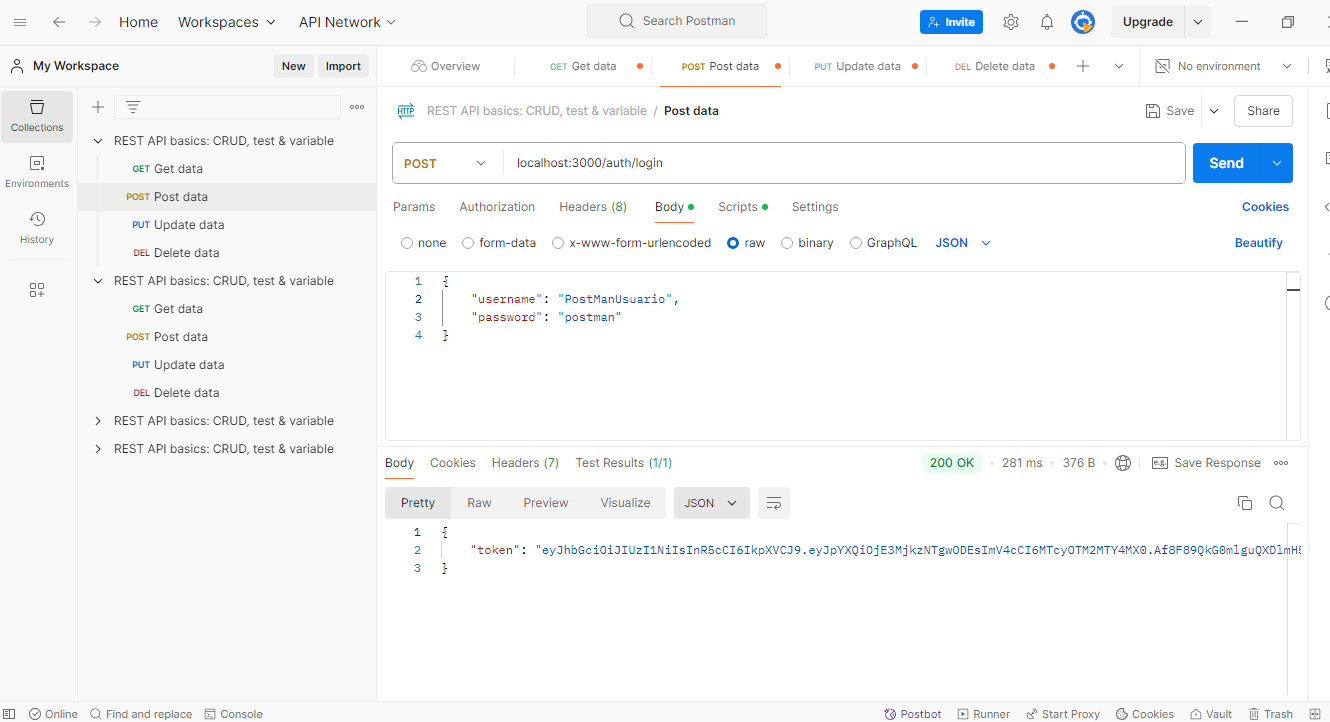 Home Workspaces API Network Search Postman Invite Upgrade
My Workspace New Import Overview GET Get data POST Post data PUT Update data DEL Delete data No environment
Collections
Environments
History
REST API basics: CRUD, test & variable
GET Get data
POST Post data
PUT Update data
DEL Delete data
REST API basics: CRUD, test & variable
GET Get data
POST Post data
PUT Update data
DEL Delete data
REST API basics: CRUD, test & variable
REST API basics: CRUD, test & variable
HTTP REST API basics: CRUD, test & variable / Post data Save Share
POST localhost:3000/auth/login Send
Params Authorization Headers (8) Body Scripts Settings Cookies
none form-data x-www-form-urlencoded raw binary GraphQL JSON Beautify
1 {
2 "username": "PostManUsuario",
3 "password": "postman"
4 }
Body Cookies Headers (7) Test Results (1/1) 200 OK 281 ms 376 B e.g. Save Response
Pretty Raw Preview Visualize JSON
1 {
2 "token": "eyJhbGciOiJIUzI1NiIsInR5cCI6IkpXVCJ9.eyJpYXQiOjE3MjkzNTgwODEsImV4cCI6MTcyOTM2MTY4MX0.Af8F89QkG0mlguQXDlmH5
3 }
Online Find and replace Console Postbot Runner Start Proxy Cookies Vault Trash